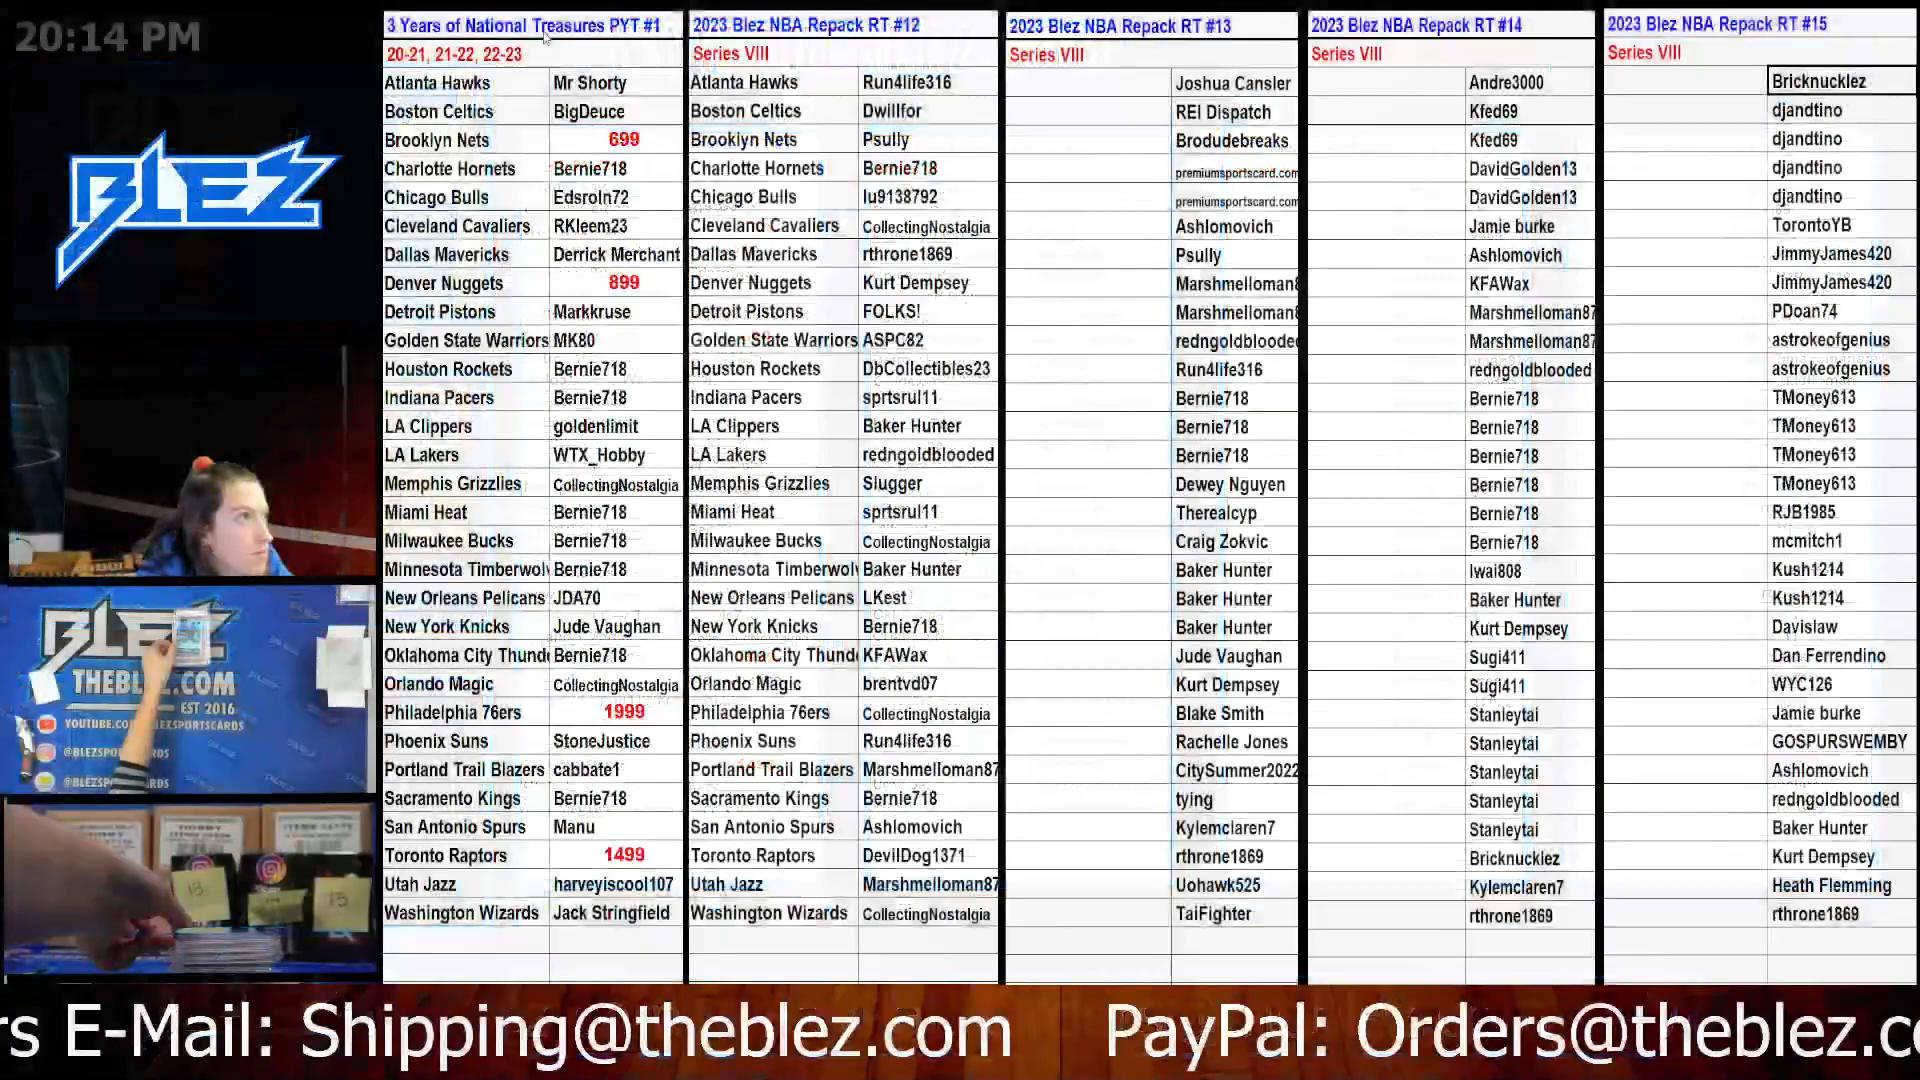 20:14 PM
BLEZ
BLEZ
THEBLEZ.COM
EST 2016
@BLEZSPO
@BLEZSPO
13
15
3 Years of National Treasures PYT #1
20-21, 21-22, 22-23
Atlanta Hawks Mr Shorty
Boston Celtics BigDeuce
Brooklyn Nets 699
Charlotte Hornets Bernie718
Chicago Bulls Edsroln72
Cleveland Cavaliers RKleem23
Dallas Mavericks Derrick Merchant
Denver Nuggets 899
Detroit Pistons Markkruse
Golden State Warriors MK80
Houston Rockets Bernie718
Indiana Pacers Bernie718
LA Clippers goldenlimit
LA Lakers WTX_Hobby
Memphis Grizzlies CollectingNostalgia
Miami Heat Bernie718
Milwaukee Bucks Bernie718
Minnesota Timberwolv Bernie718
New Orleans Pelicans JDA70
New York Knicks Jude Vaughan
Oklahoma City Thund Bernie718
Orlando Magic CollectingNostalgia
Philadelphia 76ers 1999
Phoenix Suns StoneJustice
Portland Trail Blazers cabbate1
Sacramento Kings Bernie718
San Antonio Spurs Manu
Toronto Raptors 1499
Utah Jazz harveyiscool107
Washington Wizards Jack Stringfield
2023 Blez NBA Repack RT #12
Series VIII
Atlanta Hawks Run4life316
Boston Celtics Dwillfor
Brooklyn Nets Psully
Charlotte Hornets Bernie718
Chicago Bulls lu9138792
Cleveland Cavaliers CollectingNostalgia
Dallas Mavericks rthrone1869
Denver Nuggets Kurt Dempsey
Detroit Pistons FOLKS!
Golden State Warriors ASPC82
Houston Rockets DbCollectibles23
Indiana Pacers sprtsrul11
LA Clippers Baker Hunter
LA Lakers redngoldblooded
Memphis Grizzlies Slugger
Miami Heat sprtsrul11
Milwaukee Bucks CollectingNostalgia
Minnesota Timberwolv Baker Hunter
New Orleans Pelicans LKest
New York Knicks Bernie718
Oklahoma City Thund KFAWax
Orlando Magic brentvd07
Philadelphia 76ers CollectingNostalgia
Phoenix Suns Run4life316
Portland Trail Blazers Marshmelloman87
Sacramento Kings Bernie718
San Antonio Spurs Ashlomovich
Toronto Raptors DevilDog1371
Utah Jazz Marshmelloman87
Washington Wizards CollectingNostalgia
2023 Blez NBA Repack RT #13
Series VIII
Joshua Cansler
REI Dispatch
Brodudebreaks
premiumsportscard.com
premiumsportscard.com
Ashlomovich
Psully
Marshmelloman8
Marshmelloman8
redngoldblooded
Run4life316
Bernie718
Bernie718
Bernie718
Dewey Nguyen
Therealcyp
Craig Zokvic
Baker Hunter
Baker Hunter
Baker Hunter
Jude Vaughan
Kurt Dempsey
Blake Smith
Rachelle Jones
CitySummer2022
tying
Kylemclaren7
rthrone1869
Uohawk525
TaiFighter
2023 Blez NBA Repack RT #14
Series VIII
Andre3000
Kfed69
Kfed69
DavidGolden13
DavidGolden13
Jamie burke
Ashlomovich
KFAWax
Marshmelloman87
Marshmelloman87
redngoldblooded
Bernie718
Bernie718
Bernie718
Bernie718
Bernie718
Bernie718
Iwai808
Baker Hunter
Kurt Dempsey
Sugi411
Sugi411
Stanleytai
Stanleytai
Stanleytai
Stanleytai
Stanleytai
Bricknucklez
Kylemclaren7
rthrone1869
2023 Blez NBA Repack RT #15
Series VIII
Bricknucklez
djandtino
djandtino
djandtino
djandtino
TorontoYB
JimmyJames420
JimmyJames420
PDoan74
astrokeofgenius
astrokeofgenius
TMoney613
TMoney613
TMoney613
TMoney613
RJB1985
mcmitch1
Kush1214
Kush1214
Davislaw
Dan Ferrendino
WYC126
Jamie burke
GOSPURSWEMBY
Ashlomovich
redngoldblooded
Baker Hunter
Kurt Dempsey
Heath Flemming
rthrone1869
rs E-Mail: Shipping@theblez.com PayPal: Orders@theblez.co